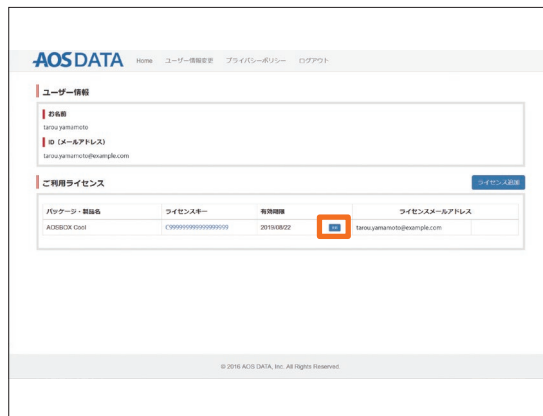 AOSDATA Home ユーザー情報変更 プライバシーポリシー ログアウト
ユーザー情報
お名前
tarou yamamoto
ID（メールアドレス）
tarou.yamamoto@example.com
ご利用ライセンス
ライセンス追加
パッケージ・製品名 ライセンスキー 有効期限 ライセンスメールアドレス
AOSBOX Cool C9999999999999999 2019/08/22 tarou.yamamoto@example.com
© 2016 AOS DATA, Inc. All Rights Reserved.